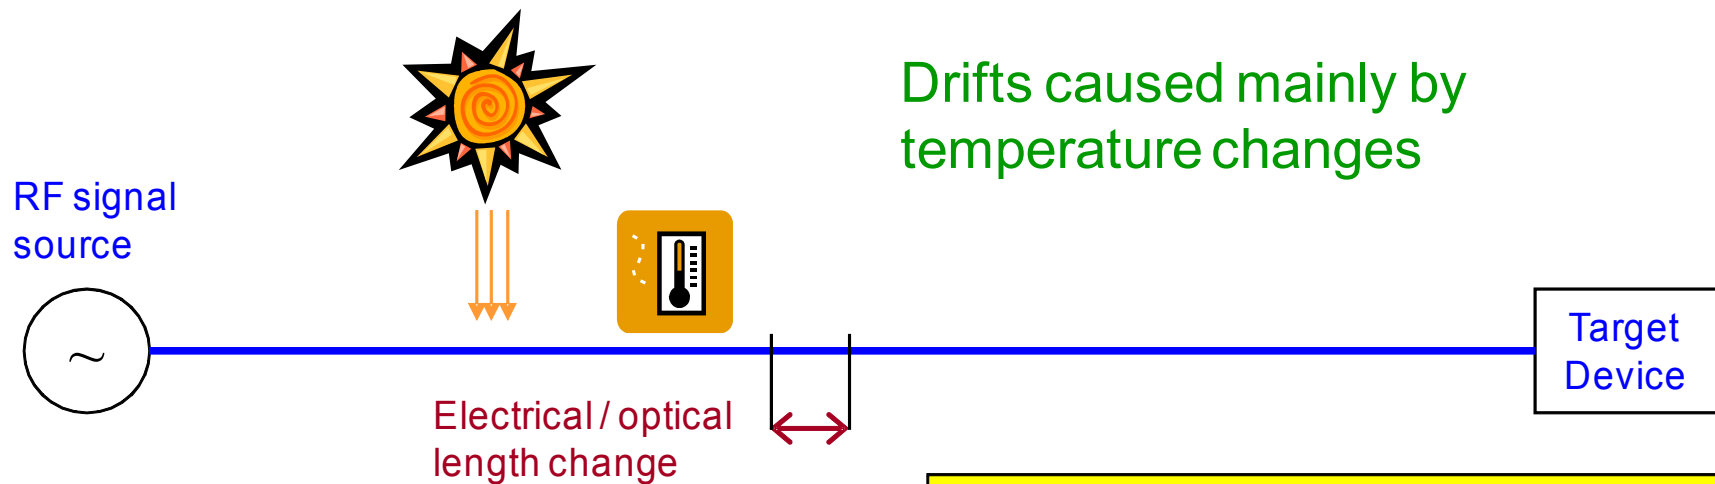 Drifts caused mainly by
temperature changes
RF signal
source
~
Target
Device
Electrical / optical
length change